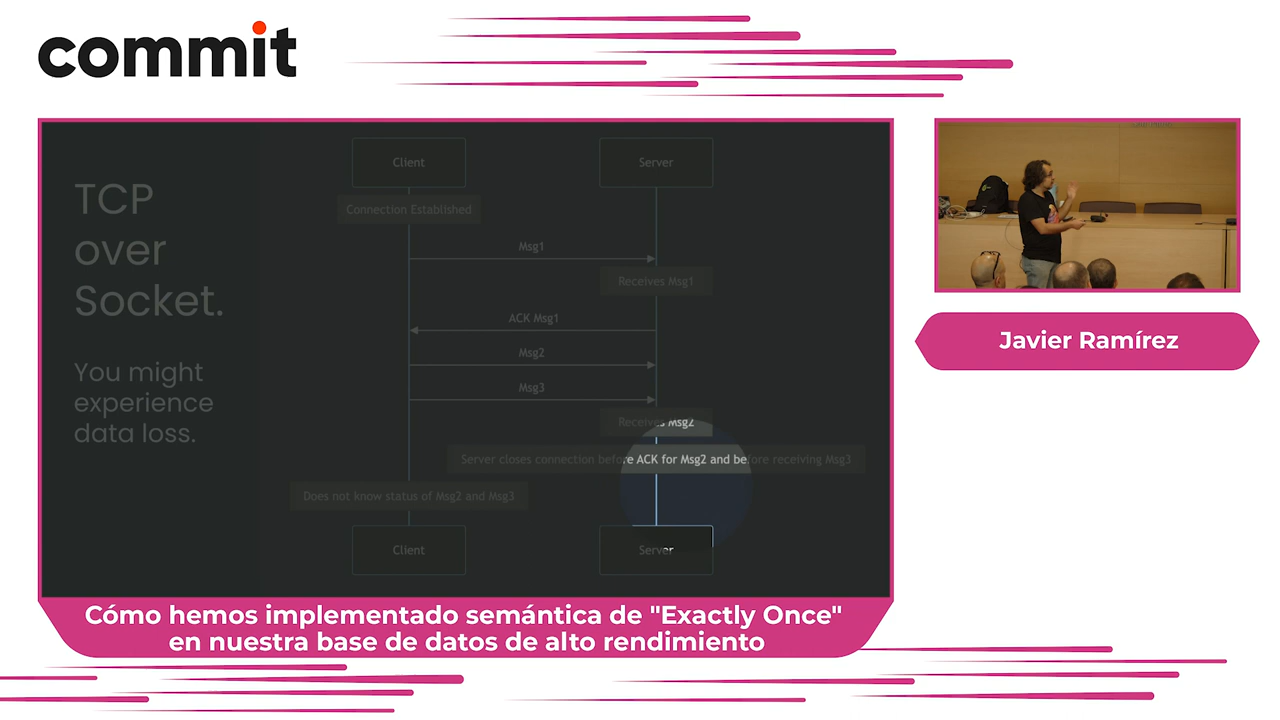 commit
TCP
over
Socket.
You might
experience
data loss.
Client
Server
Connection Established
Msg1
Receives Msg1
ACK Msg1
Msg2
Msg3
Receives Msg2
Server closes connection before ACK for Msg2 and before receiving Msg3
Does not know status of Msg2 and Msg3
Client
Server
Javier Ramírez
Cómo hemos implementado semántica de "Exactly Once"
en nuestra base de datos de alto rendimiento